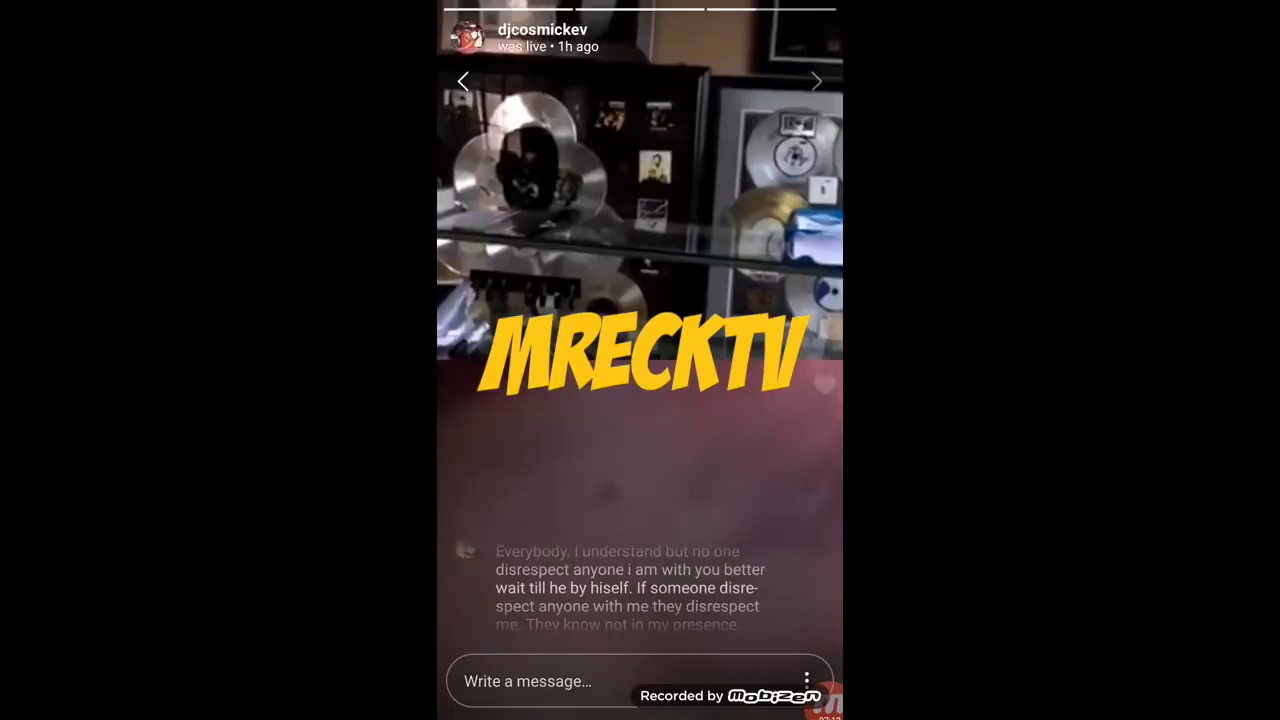 djcosmickev
was live • 1h ago
MRECKTV
Everybody. I understand but no one
disrespect anyone i am with you better
wait till he by hiself. If someone disre-
spect anyone with me they disrespect
me. They know not in my presence.
Write a message...
Recorded by Mobizen
07:12